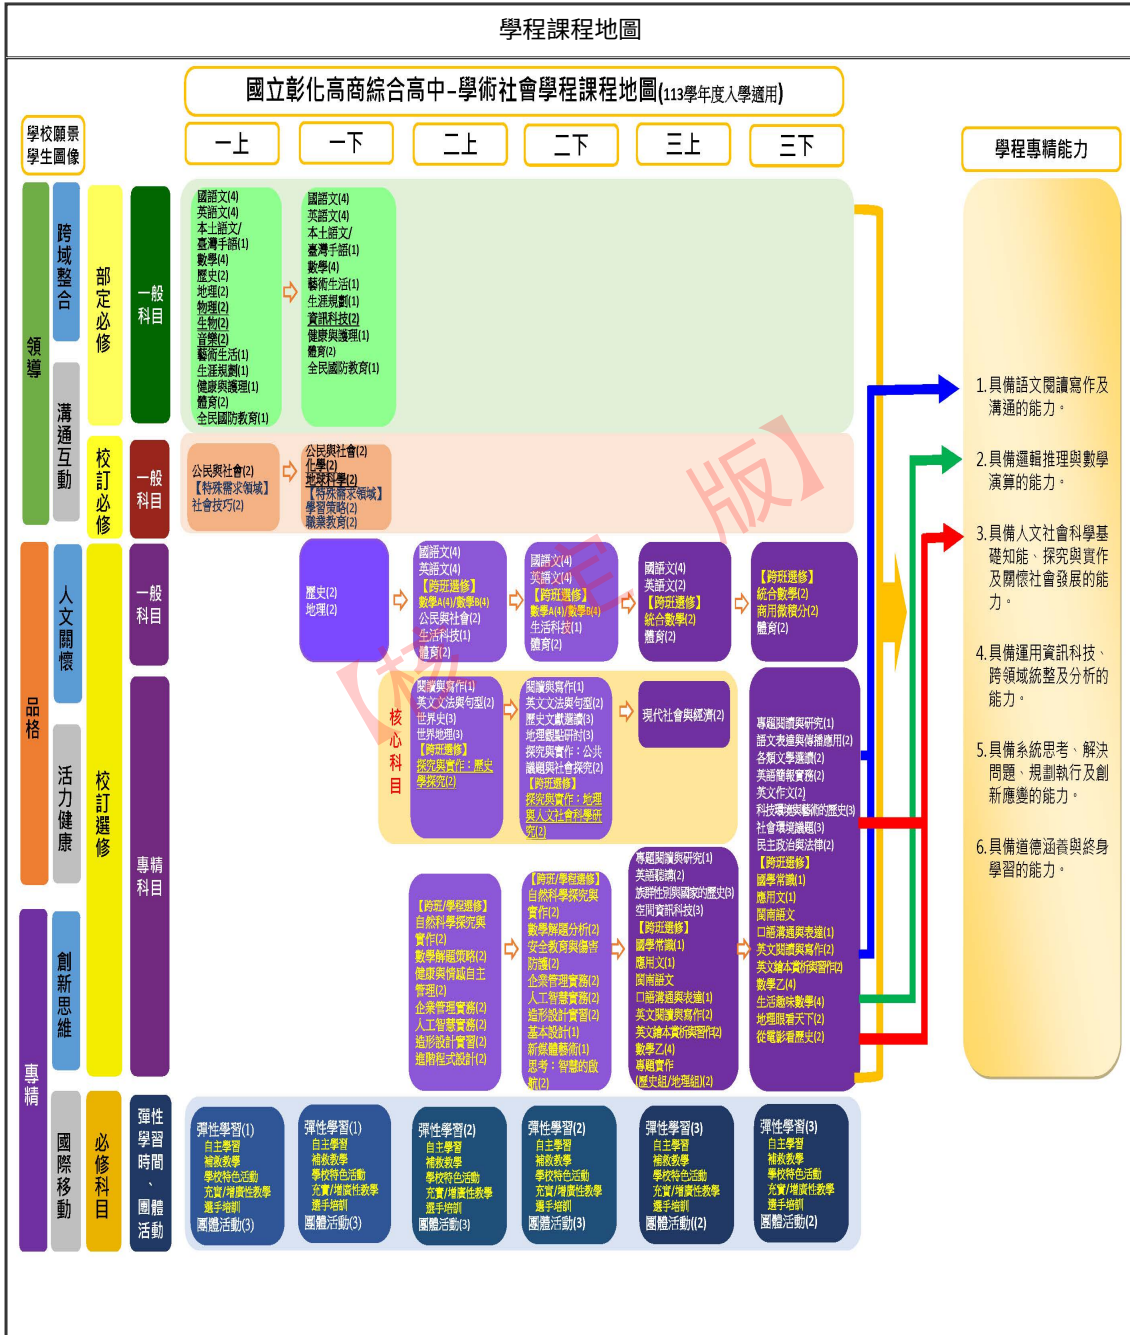 學程課程地圖
國立彰化高商綜合高中-學術社會學程課程地圖(113學年度入學適用)
學校願景
學生圖像
一上
一下
二上
二下
三上
三下
學程專精能力
領導
品格
專精
跨域整合
溝通互動
人文關懷
活力健康
創新思維
國際移動
部定必修
校訂必修
校訂選修
必修科目
一般
科目
國語文(4)
英語文(4)
本土語文/
臺灣手語(1)
數學(4)
歷史(2)
地理(2)
物理(2)
生物(2)
音樂(2)
藝術生活(1)
生涯規劃(1)
健康與護理(1)
體育(2)
全民國防教育(1)
國語文(4)
英語文(4)
本土語文/
臺灣手語(1)
數學(4)
藝術生活(1)
生涯規劃(1)
資訊科技(2)
健康與護理(1)
體育(2)
全民國防教育(1)
一般
科目
公民與社會(2)
【特殊需求領域】
社會技巧(2)
公民與社會(2)
化學(2)
地球科學(2)
【特殊需求領域】
學習策略(2)
職業教育(2)
一般
科目
歷史(2)
地理(2)
國語文(4)
英語文(4)
【跨班選修】
數學A(4)/數學B(4)
公民與社會(2)
生活科技(1)
體育(2)
國語文(4)
英語文(4)
【跨班選修】
數學A(4)/數學B(4)
生活科技(1)
體育(2)
國語文(4)
英語文(2)
【跨班選修】
統合數學(2)
體育(2)
【跨班選修】
統合數學(2)
商用微積分(2)
體育(2)
專精
科目
核心科目
閱讀與寫作(1)
英文文法與句型(2)
世界史(3)
世界地理(3)
【跨班選修】
探究與實作：歷史
學探究(2)
閱讀與寫作(1)
英文文法與句型(2)
歷史文獻選讀(3)
地理觀點研討(3)
探究與實作：公共
議題與社會探究(2)
【跨班選修】
探究與實作：地理
與人文社會科學研
究(2)
現代社會與經濟(2)
【跨班/學程選修】
自然科學探究與
實作(2)
數學解題策略(2)
健康與情感自主
管理(2)
企業管理實務(2)
人工智慧實務(2)
造形設計實習(2)
進階程式設計(2)
【跨班/學程選修】
自然科學探究與
實作(2)
數學解題分析(2)
安全教育與傷害
防護(2)
企業管理實務(2)
人工智慧實務(2)
造形設計實習(2)
基本設計(1)
新媒體藝術(1)
思考：智慧的啟
航(2)
專題閱讀與研究(1)
英語聽講(2)
族群性別與國家的歷史(3)
空間資訊科技(3)
【跨班選修】
國學常識(1)
應用文(1)
閩南語文
口語溝通與表達(1)
英文閱讀與寫作(2)
英文繪本賞析與習作(2)
數學乙(4)
專題實作
(歷史組/地理組)(2)
專題閱讀與研究(1)
語文表達與傳播應用(2)
各類文學選讀(2)
英語簡報實務(2)
英文作文(2)
科技環境與藝術的歷史(3)
社會環境議題(3)
民主政治與法律(2)
【跨班選修】
國學常識(1)
應用文(1)
閩南語文
口語溝通與表達(1)
英文閱讀與寫作(2)
英文繪本賞析與習作(2)
數學乙(4)
生活趣味數學(4)
地理眼看天下(2)
從電影看歷史(2)
彈性
學習
時間
、
團體
活動
彈性學習(1)
自主學習
補救教學
學校特色活動
充實/增廣性教學
選手培訓
團體活動(3)
彈性學習(1)
自主學習
補救教學
學校特色活動
充實/增廣性教學
選手培訓
團體活動(3)
彈性學習(2)
自主學習
補救教學
學校特色活動
充實/增廣性教學
選手培訓
團體活動(3)
彈性學習(2)
自主學習
補救教學
學校特色活動
充實/增廣性教學
選手培訓
團體活動(3)
彈性學習(3)
自主學習
補救教學
學校特色活動
充實/增廣性教學
選手培訓
團體活動((2)
彈性學習(3)
自主學習
補救教學
學校特色活動
充實/增廣性教學
選手培訓
團體活動(2)
1.具備語文閱讀寫作及
溝通的能力。
2.具備邏輯推理與數學
演算的能力。
3.具備人文社會科學基
礎知能、探究與實作
及關懷社會發展的能
力。
4.具備運用資訊科技、
跨領域統整及分析的
能力。
5.具備系統思考、解決
問題、規劃執行及創
新應變的能力。
6.具備道德涵養與終身
學習的能力。
【核定版】